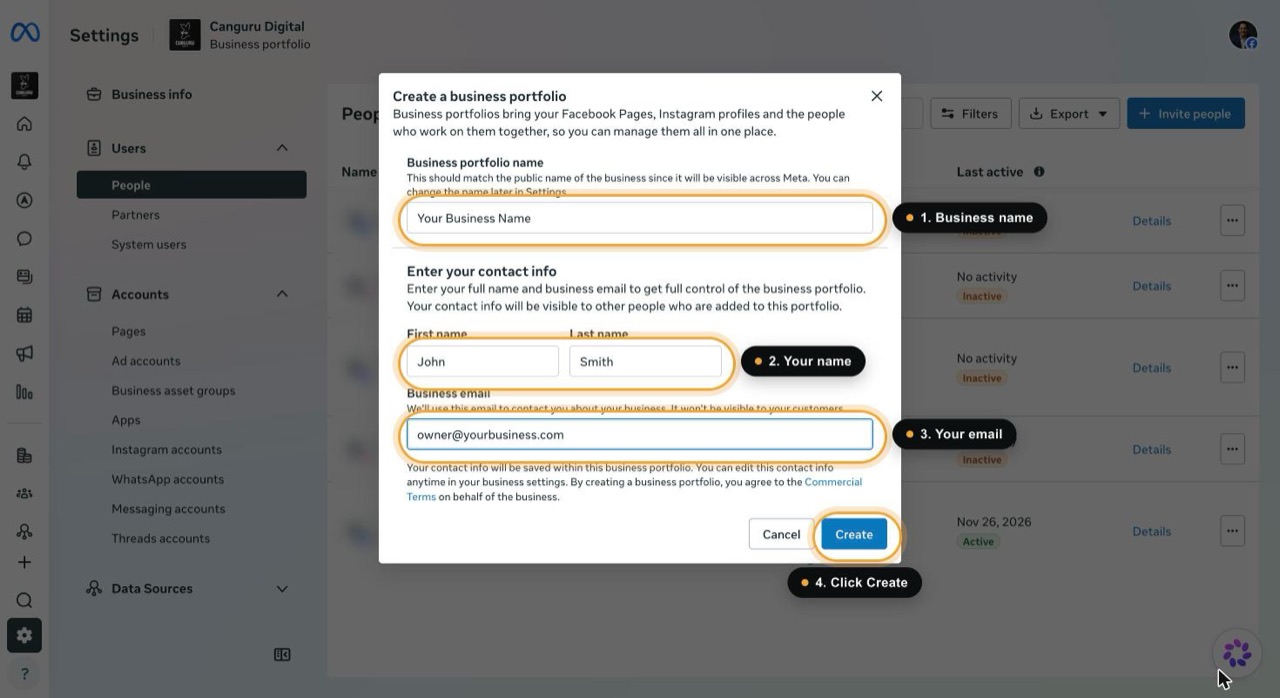 Settings
Canguru Digital
Business portfolio
Business info
Users
People
Partners
System users
Accounts
Pages
Ad accounts
Business asset groups
Apps
Instagram accounts
WhatsApp accounts
Messaging accounts
Threads accounts
Data Sources
?
Filters
Export
+ Invite people
Name
Last active
Details
No activity
Inactive
Details
No activity
Inactive
Details
Inactive
Details
Nov 26, 2026
Active
Details
Create a business portfolio
Business portfolios bring your Facebook Pages, Instagram profiles and the people
who work on them together, so you can manage them all in one place.
Business portfolio name
This should match the public name of the business since it will be visible across Meta. You can
change the name later in Settings.
Your Business Name
1. Business name
Enter your contact info
Enter your full name and business email to get full control of the business portfolio.
Your contact info will be visible to other people who are added to this portfolio.
First name
Last name
John
Smith
2. Your name
Business email
We'll use this email to contact you about your business. It won't be visible to your customers.
owner@yourbusiness.com
3. Your email
Your contact info will be saved within this business portfolio. You can edit this contact info
anytime in your business settings. By creating a business portfolio, you agree to the Commercial
Terms on behalf of the business.
Cancel
Create
4. Click Create